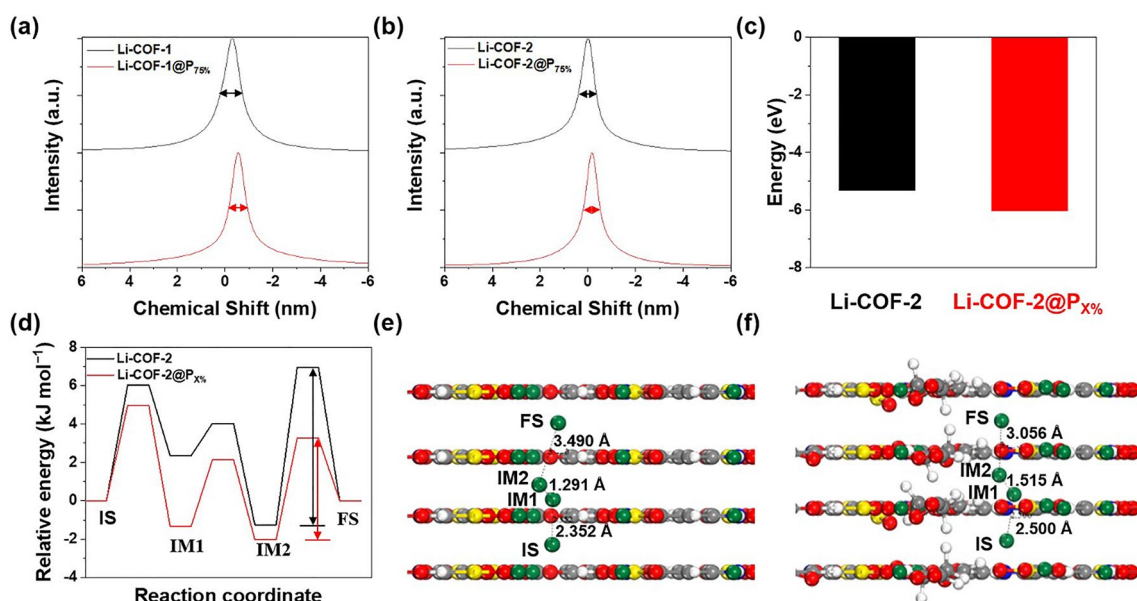 (a)
Li-COF-1
Li-COF-1@P75%
Intensity (a.u.)
6 4 2 0 -2 -4 -6
Chemical Shift (nm)
(b)
Li-COF-2
Li-COF-2@P75%
Intensity (a.u.)
6 4 2 0 -2 -4 -6
Chemical Shift (nm)
(c)
0
-2
-4
-6
-8
Energy (eV)
Li-COF-2 Li-COF-2@PX%
(d)
Li-COF-2
Li-COF-2@PX%
8
6
4
2
0
-2
-4
Relative energy (kJ mol⁻¹)
IS
IM1
IM2
FS
Reaction coordinate
(e)
FS
3.490 Å
IM2
1.291 Å
IM1
2.352 Å
IS
(f)
FS
3.056 Å
IM2
1.515 Å
IM1
2.500 Å
IS